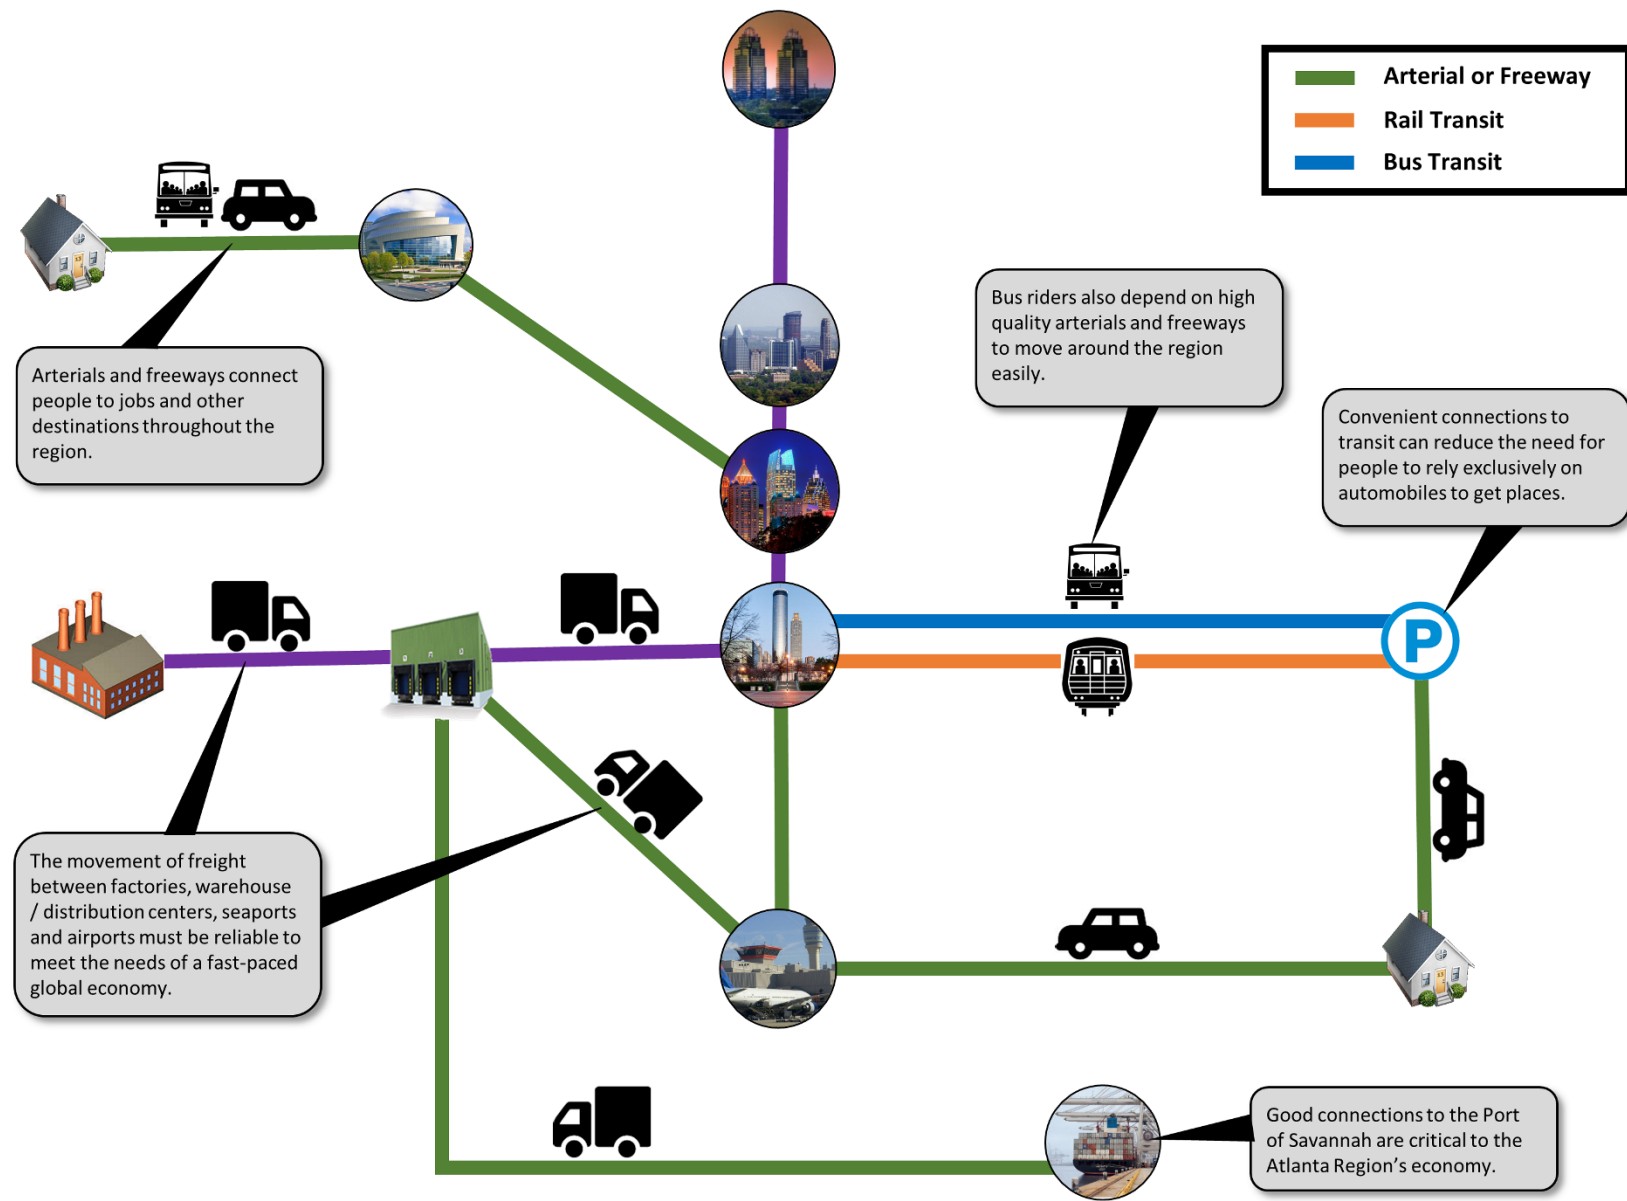 Arterial or Freeway
Rail Transit
Bus Transit
Bus riders also depend on high
quality arterials and freeways
to move around the region
easily.
Arterials and freeways connect
people to jobs and other
destinations throughout the
region.
Convenient connections to
transit can reduce the need for
people to rely exclusively on
automobiles to get places.
P
The movement of freight
between factories, warehouse
/ distribution centers, seaports
and airports must be reliable to
meet the needs of a fast-paced
global economy.
Good connections to the Port
of Savannah are critical to the
Atlanta Region’s economy.